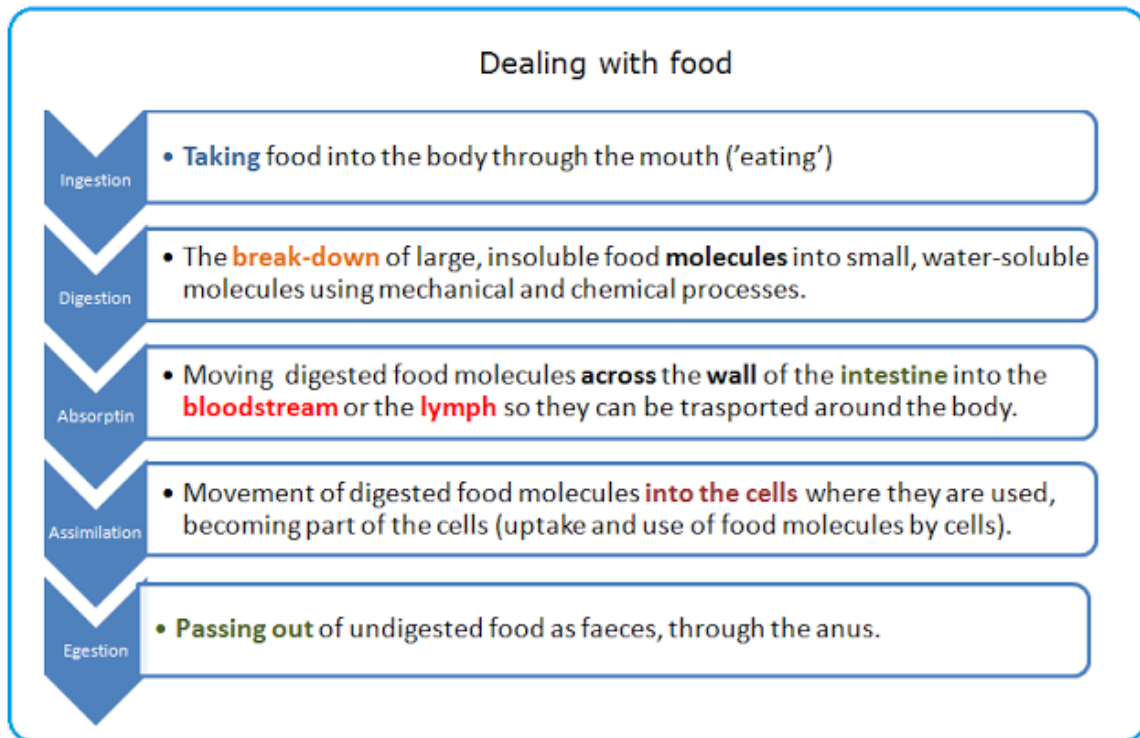 Dealing with food
Ingestion
• Taking food into the body through the mouth (’eating’)
Digestion
• The break-down of large, insoluble food molecules into small, water-soluble
molecules using mechanical and chemical processes.
Absorptin
• Moving digested food molecules across the wall of the intestine into the
bloodstream or the lymph so they can be trasported around the body.
Assimilation
• Movement of digested food molecules into the cells where they are used,
becoming part of the cells (uptake and use of food molecules by cells).
Egestion
• Passing out of undigested food as faeces, through the anus.